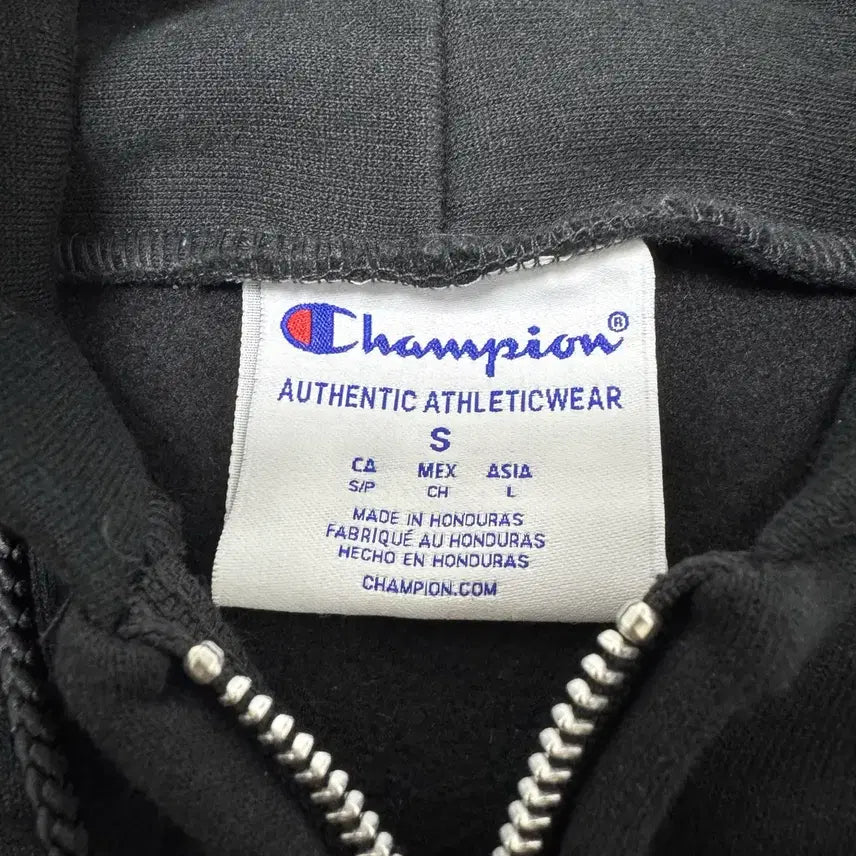 Champion®
AUTHENTIC ATHLETICWEAR
S
CA MEX ASIA
S/P CH L
MADE IN HONDURAS
FABRIQUÉ AU HONDURAS
HECHO EN HONDURAS
CHAMPION.COM